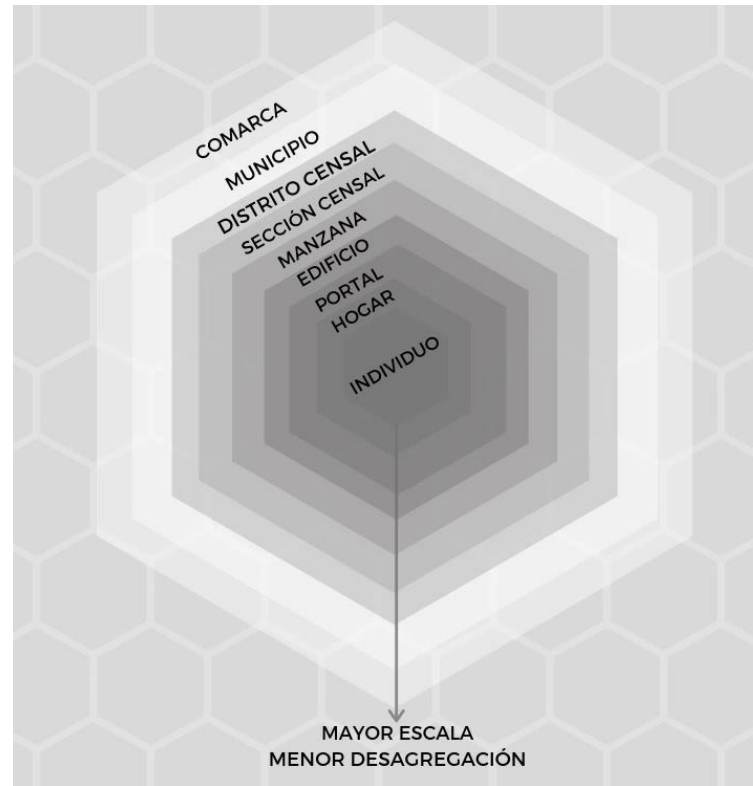 COMARCA
MUNICIPIO
DISTRITO CENSAL
SECCIÓN CENSAL
MANZANA
EDIFICIO
PORTAL
HOGAR
INDIVIDUO
MAYOR ESCALA
MENOR DESAGREGACIÓN